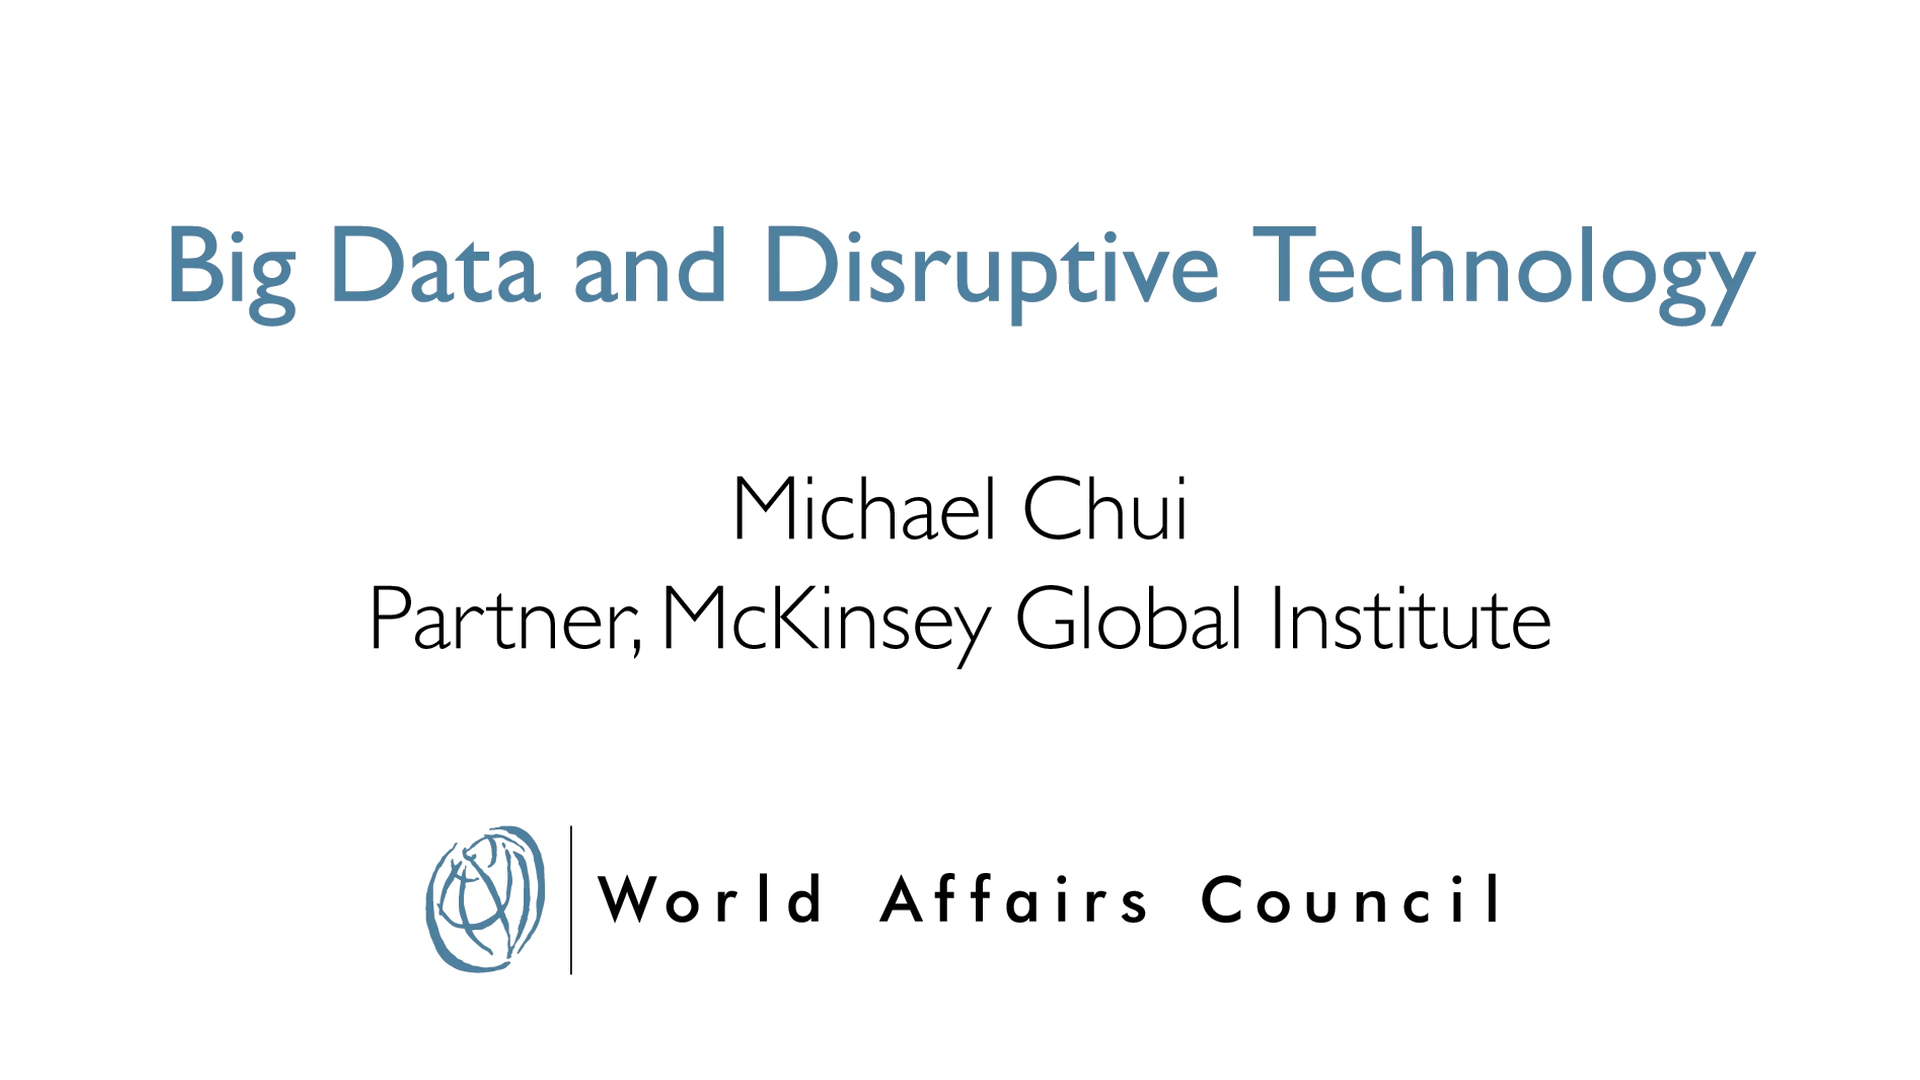 Big Data and Disruptive Technology
Michael Chui
Partner, McKinsey Global Institute
World Affairs Council